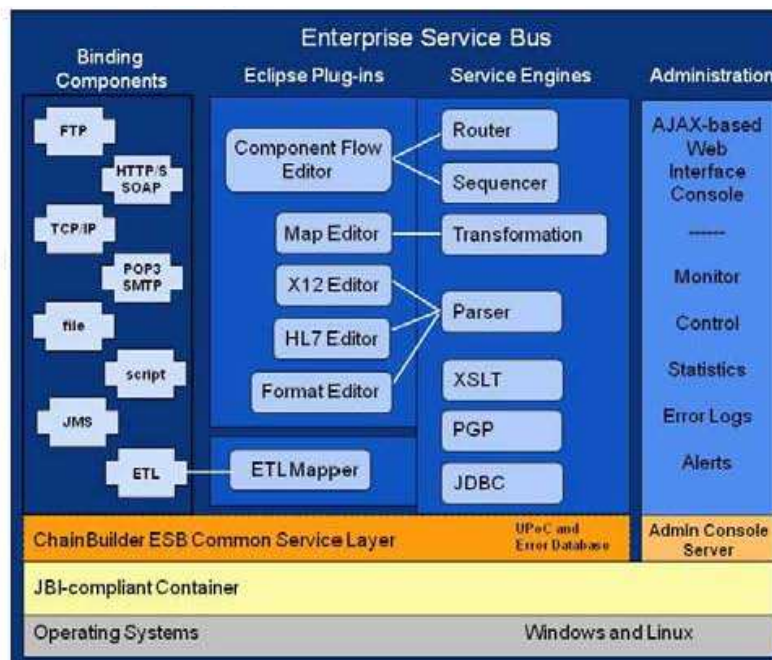 Enterprise Service Bus
Binding
Components
Eclipse Plug-ins
Service Engines
Administration
FTP
HTTP/S
SOAP
TCP/IP
POP3
SMTP
file
script
JMS
ETL
Component Flow
Editor
Map Editor
X12 Editor
HL7 Editor
Format Editor
ETL Mapper
Router
Sequencer
Transformation
Parser
XSLT
PGP
JDBC
AJAX-based
Web
Interface
Console
------
Monitor
Control
Statistics
Error Logs
Alerts
ChainBuilder ESB Common Service Layer
UPoC and
Error Database
Admin Console
Server
JBI-compliant Container
Operating Systems
Windows and Linux